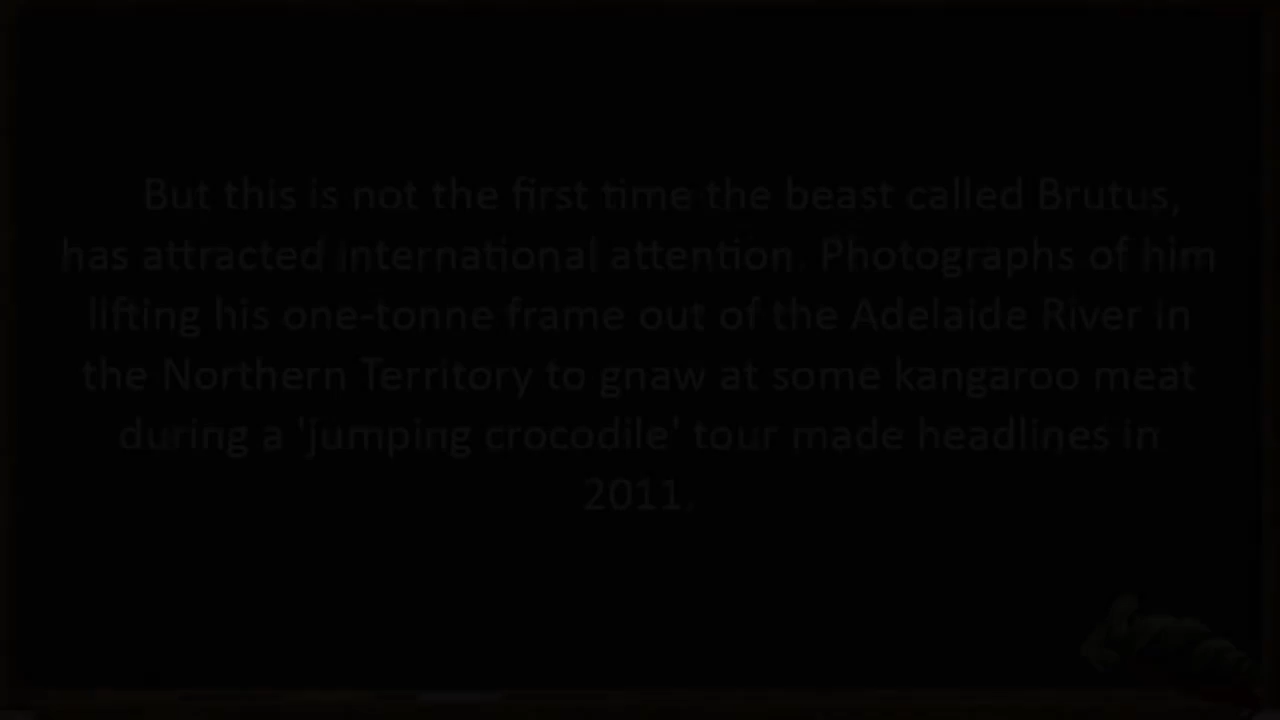 But this is not the first time the beast called Brutus,
has attracted international attention. Photographs of him
lifting his one-tonne frame out of the Adelaide River in
the Northern Territory to gnaw at some kangaroo meat
during a 'jumping crocodile' tour made headlines in
2011.